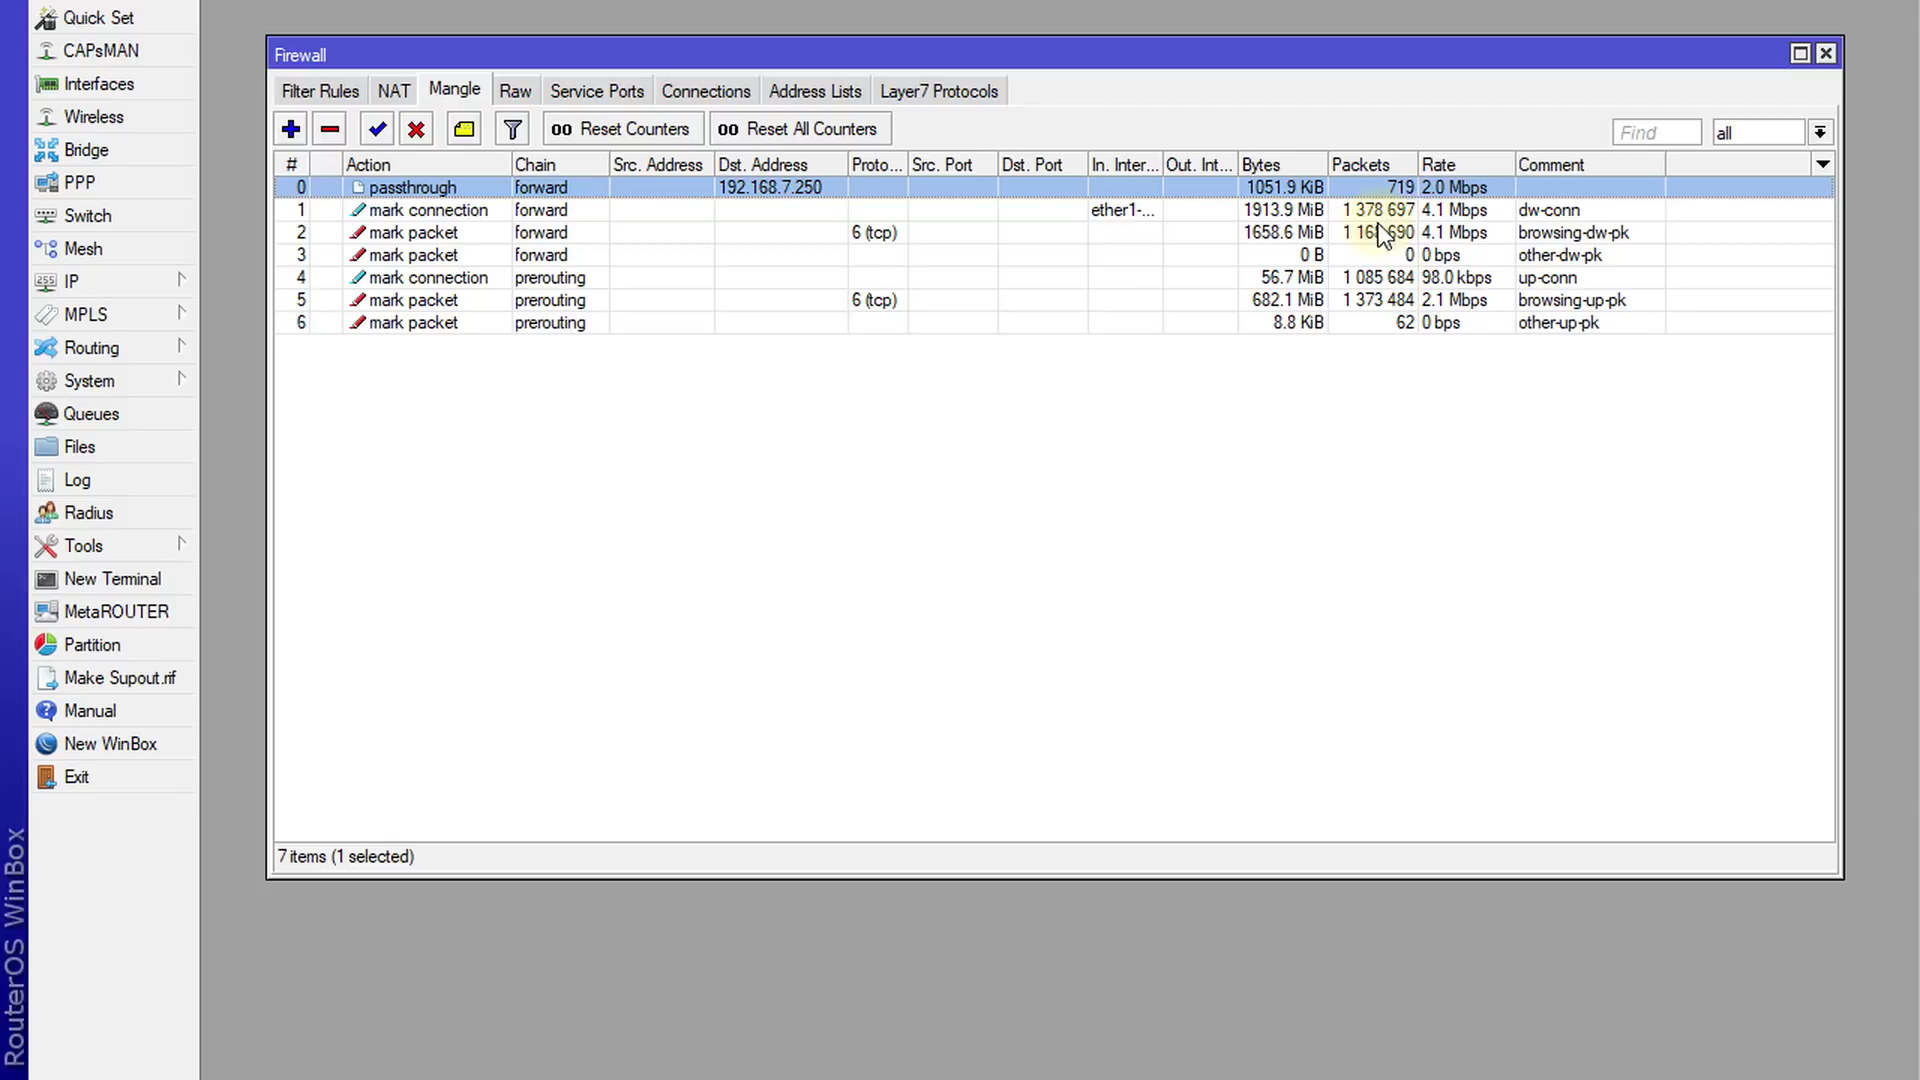 Quick Set
CAPsMAN
Interfaces
Wireless
Bridge
PPP
Switch
Mesh
IP
MPLS
Routing
System
Queues
Files
Log
Radius
Tools
New Terminal
MetaROUTER
Partition
Make Supout.rif
Manual
New WinBox
Exit
RouterOS WinBox
Firewall
Filter Rules NAT Mangle Raw Service Ports Connections Address Lists Layer7 Protocols
00 Reset Counters 00 Reset All Counters Find all
# Action Chain Src. Address Dst. Address Proto... Src. Port Dst. Port In. Inter... Out. Int... Bytes Packets Rate Comment
0 passthrough forward 192.168.7.250 1051.9 KiB 719 2.0 Mbps
1 mark connection forward ether1-... 1913.9 MiB 1 378 697 4.1 Mbps dw-conn
2 mark packet forward 6 (tcp) 1658.6 MiB 4.1 Mbps browsing-dw-pk
3 mark packet forward 0 B 0 0 bps other-dw-pk
4 mark connection prerouting 56.7 MiB 1 085 684 98.0 kbps up-conn
5 mark packet prerouting 6 (tcp) 682.1 MiB 1 373 484 2.1 Mbps browsing-up-pk
6 mark packet prerouting 8.8 KiB 62 0 bps other-up-pk
7 items (1 selected)